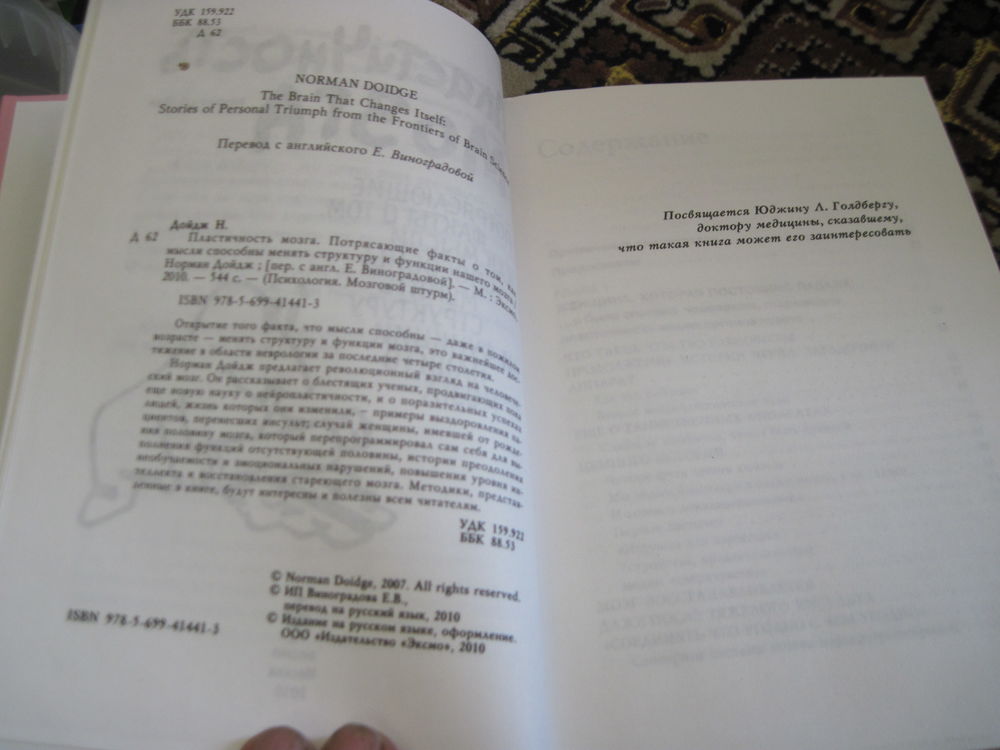 УДК 159.922
ББК 88.53
Д 62
NORMAN DOIDGE
The Brain That Changes Itself:
Stories of Personal Triumph from the Frontiers of Brain Science
Перевод с английского Е. Виноградовой
Дойдж Н.
Д 62 Пластичность мозга. Потрясающие факты о том, как
мысли способны менять структуру и функции нашего мозга /
Норман Дойдж ; [пер. с англ. Е. Виноградовой]. — М. : Эксмо,
2010. — 544 с. — (Психология. Мозговой штурм).
ISBN 978-5-699-41441-3
Открытие того факта, что мысли способны — даже в пожилом
возрасте — менять структуру и функции мозга, это важнейшее дос-
тижение в области неврологии за последние четыре столетия.
Норман Дойдж предлагает революционный взгляд на человече-
ский мозг. Он рассказывает о блестящих ученых, продвигающих пока
еще новую науку о нейропластичности, и о поразительных успехах
людей, жизнь которых они изменили, — примеры выздоровления па-
циентов, перенесших инсульт; случай женщины, имевшей от рожде-
ния половину мозга, который перепрограммировал сам себя для вы-
полнения функций отсутствующей половины, истории преодоления
необучаемости и эмоциональных нарушений, повышения уровня ин-
теллекта и восстановления стареющего мозга. Методики, представ-
ленные в книге, будут интересны и полезны всем читателям.
УДК 159.922
ББК 88.53
© Norman Doidge, 2007. All rights reserved.
© ИП Виноградова Е.В.,
перевод на русский язык, 2010
© Издание на русском языке, оформление.
ISBN 978-5-699-41441-3 ООО «Издательство «Эксмо», 2010
Содержание
Посвящается Юджину Л. Голдбергу,
доктору медицины, сказавшему,
что такая книга может его заинтересовать